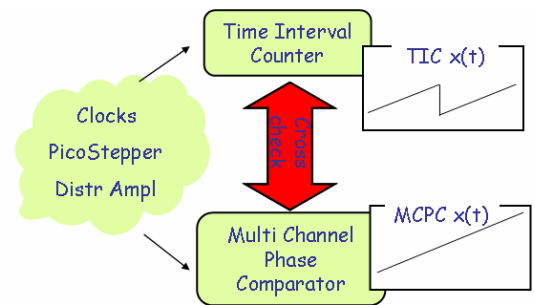 Time Interval
Counter
TIC x(t)
Clocks
PicoStepper
Distr Ampl
Cross
check
MCPC x(t)
Multi Channel
Phase
Comparator